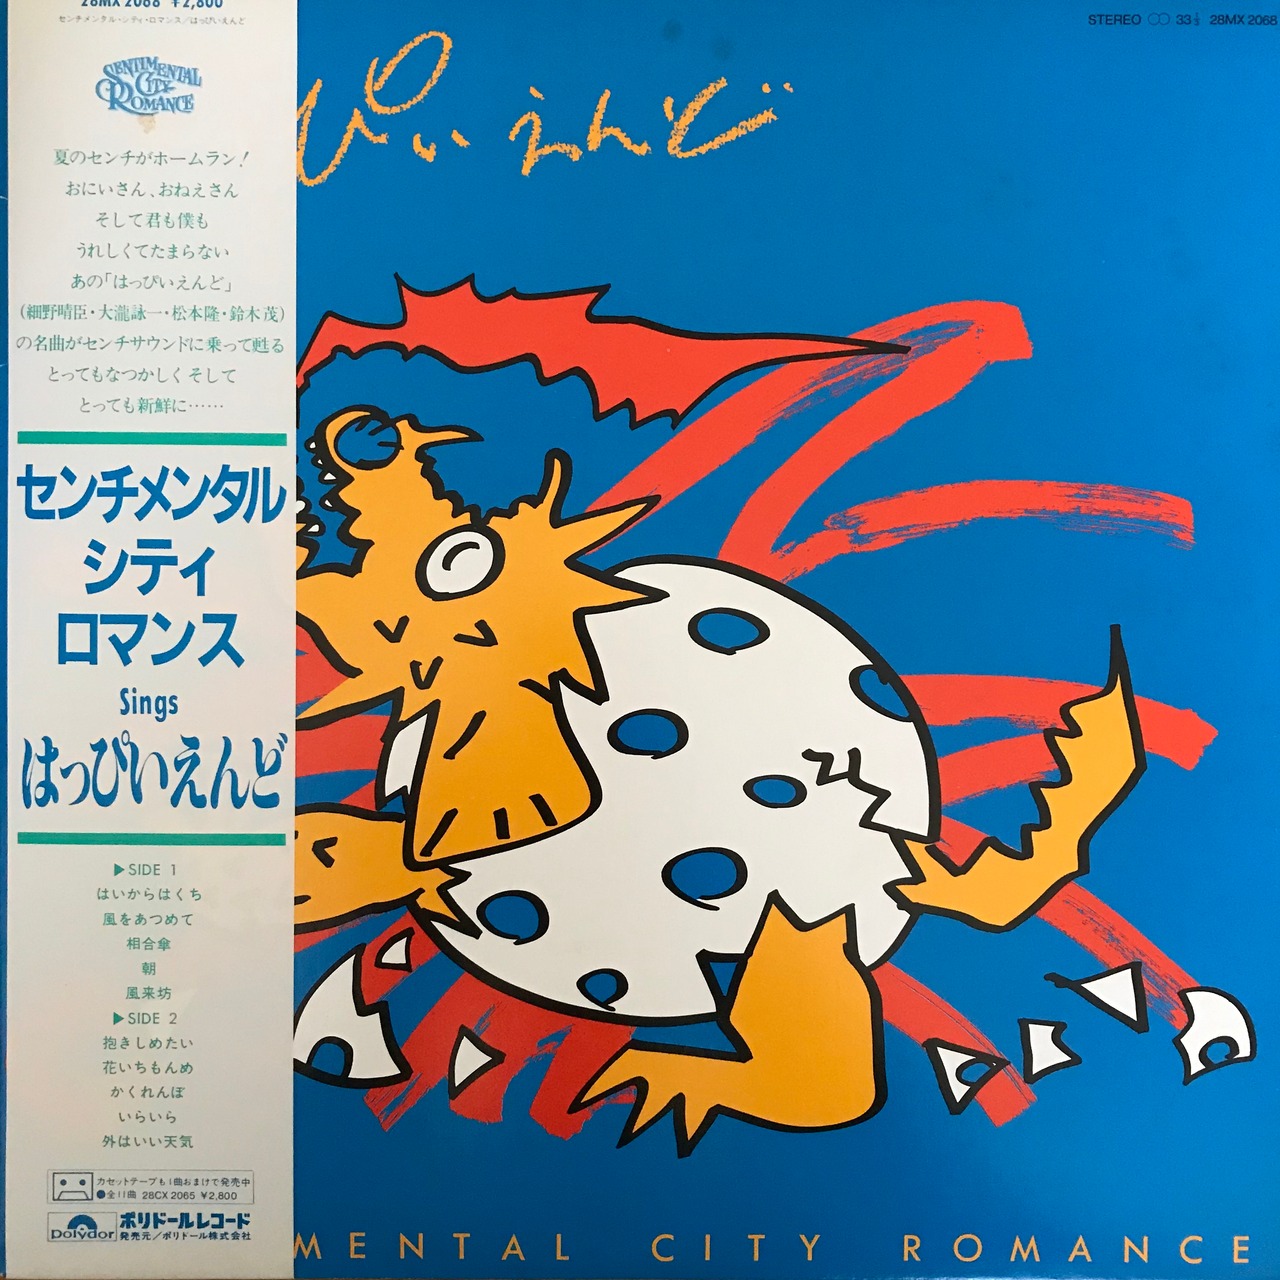 28MX 2068 ¥2,800
センチメンタル・シティ・ロマンス/はっぴいえんど
SENTIMENTAL
CITY
ROMANCE
夏のセンチがホームラン!
おにいさん、おねえさん
そして君も僕も
うれしくてたまらない
あの「はっぴいえんど」
(細野晴臣・大瀧詠一・松本隆・鈴木茂)
の名曲がセンチサウンドに乗って甦る
とってもなつかしく そして
とっても新鮮に……
センチメンタル
シティ
ロマンス
Sings
はっぴいえんど
▶SIDE 1
はいからはくち
風をあつめて
相合傘
朝
風来坊
▶SIDE 2
抱きしめたい
花いちもんめ
かくれんぼ
いらいら
外はいい天気
カセットテープも1曲おまけで発売中
●全11曲 28CX 2065 ¥2,800
polydor ポリドールレコード
発売元/ポリドール株式会社
STEREO 33⅓ 28MX 2068
ぴいえんど
MENTAL CITY ROMANCE